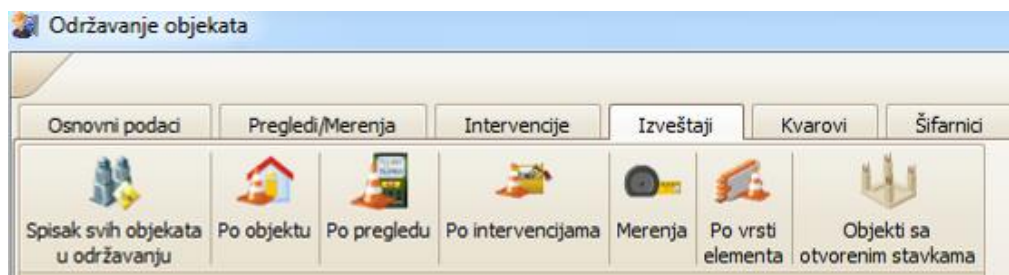 Održavanje objekata
Osnovni podaci Pregledi/Merenja Intervencije Izveštaji Kvarovi Šifarnici
Spisak svih objekata Po objektu Po pregledu Po intervencijama Merenja Po vrsti Objekti sa
u održavanju elementa otvorenim stavkama